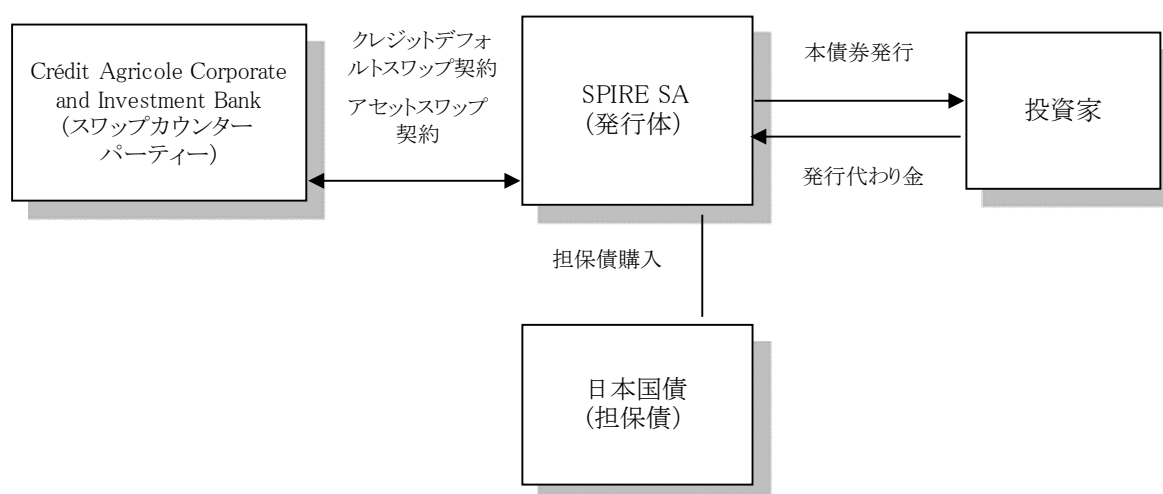 Crédit Agricole Corporate
and Investment Bank
(スワップカウンター
パーティー)
クレジットデフォ
ルトスワップ契約
アセットスワップ
契約
SPIRE SA
(発行体)
本債券発行
発行代わり金
投資家
担保債購入
日本国債
(担保債)